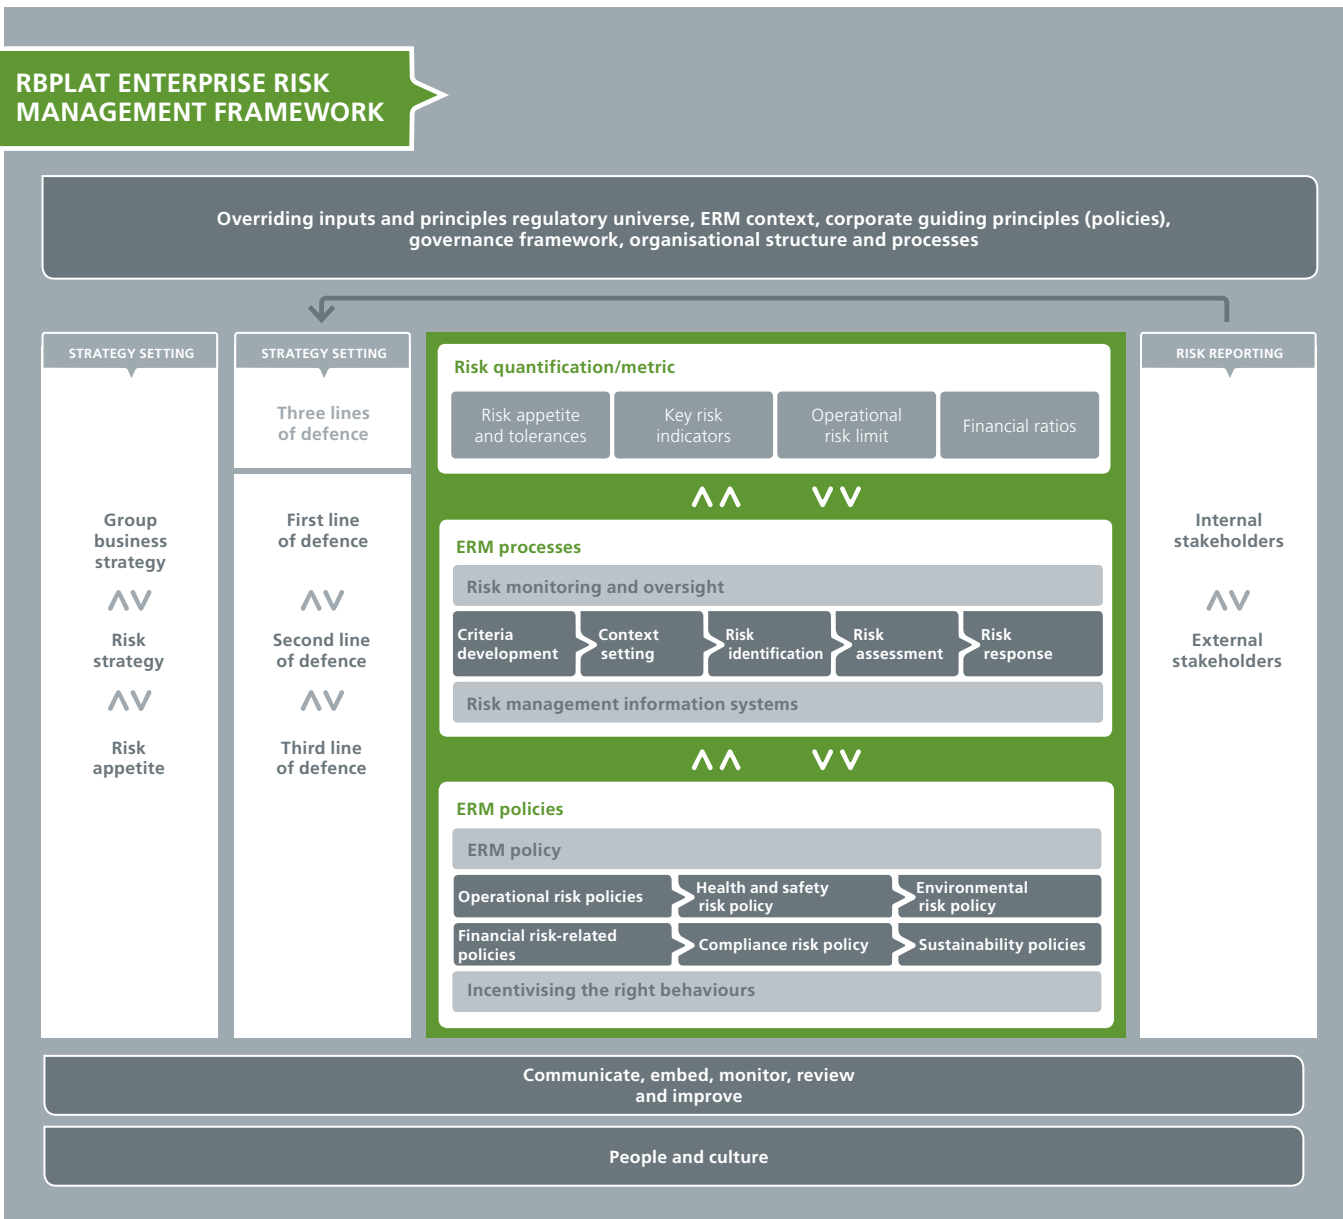 RBPLAT ENTERPRISE RISK
MANAGEMENT FRAMEWORK
Overriding inputs and principles regulatory universe, ERM context, corporate guiding principles (policies),
governance framework, organisational structure and processes
STRATEGY SETTING
Group
business
strategy
Risk
strategy
Risk
appetite
STRATEGY SETTING
Three lines
of defence
First line
of defence
Second line
of defence
Third line
of defence
Risk quantification/metric
Risk appetite
and tolerances
Key risk
indicators
Operational
risk limit
Financial ratios
ERM processes
Risk monitoring and oversight
Criteria
development
Context
setting
Risk
identification
Risk
assessment
Risk
response
Risk management information systems
ERM policies
ERM policy
Operational risk policies
Health and safety
risk policy
Environmental
risk policy
Financial risk-related
policies
Compliance risk policy
Sustainability policies
Incentivising the right behaviours
RISK REPORTING
Internal
stakeholders
External
stakeholders
Communicate, embed, monitor, review
and improve
People and culture